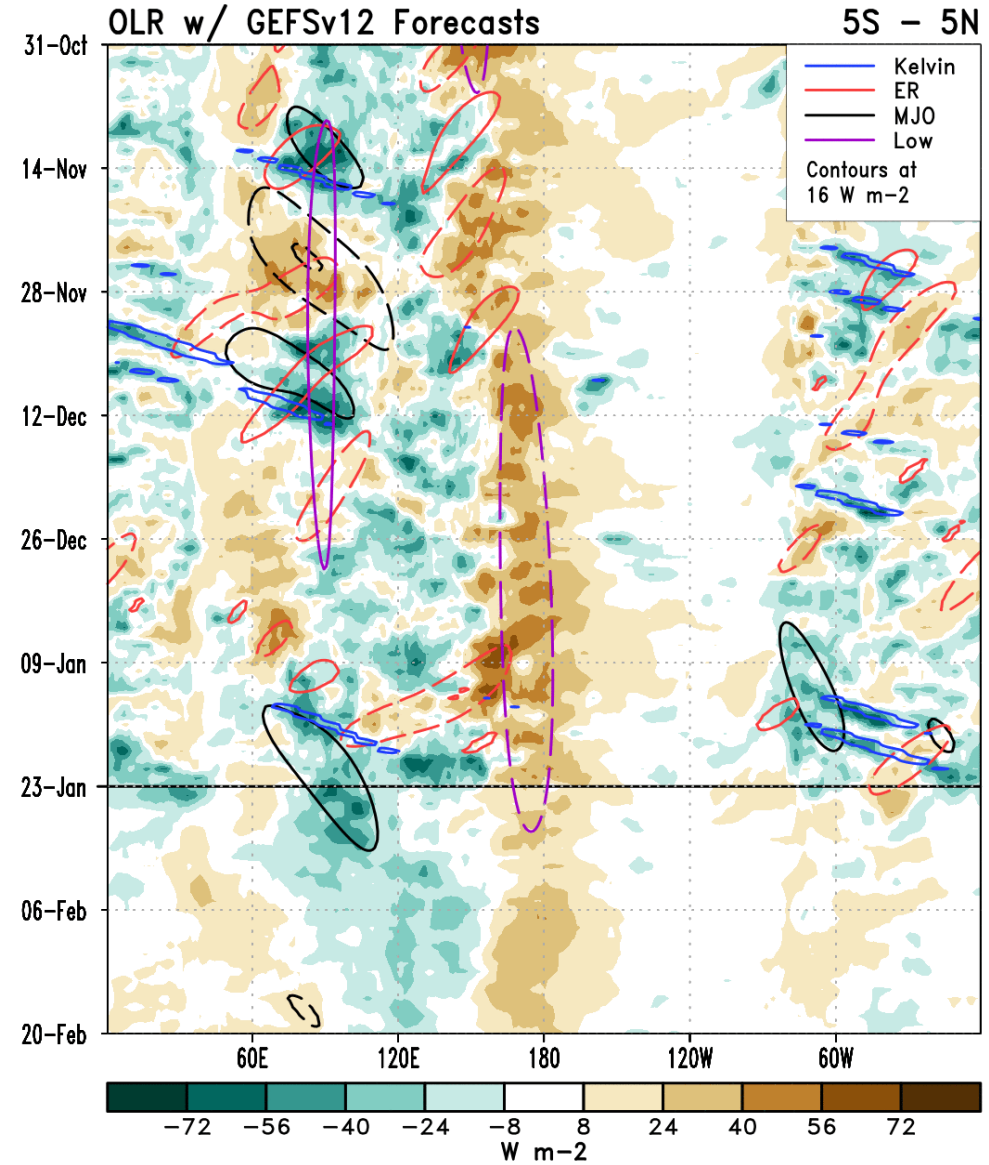 OLR w/ GEFSv12 Forecasts 5S - 5N
31-Oct
14-Nov
28-Nov
12-Dec
26-Dec
09-Jan
23-Jan
06-Feb
20-Feb
Kelvin
ER
MJO
Low
Contours at
16 W m-2
60E 120E 180 120W 60W
-72 -56 -40 -24 -8 8 24 40 56 72
W m-2